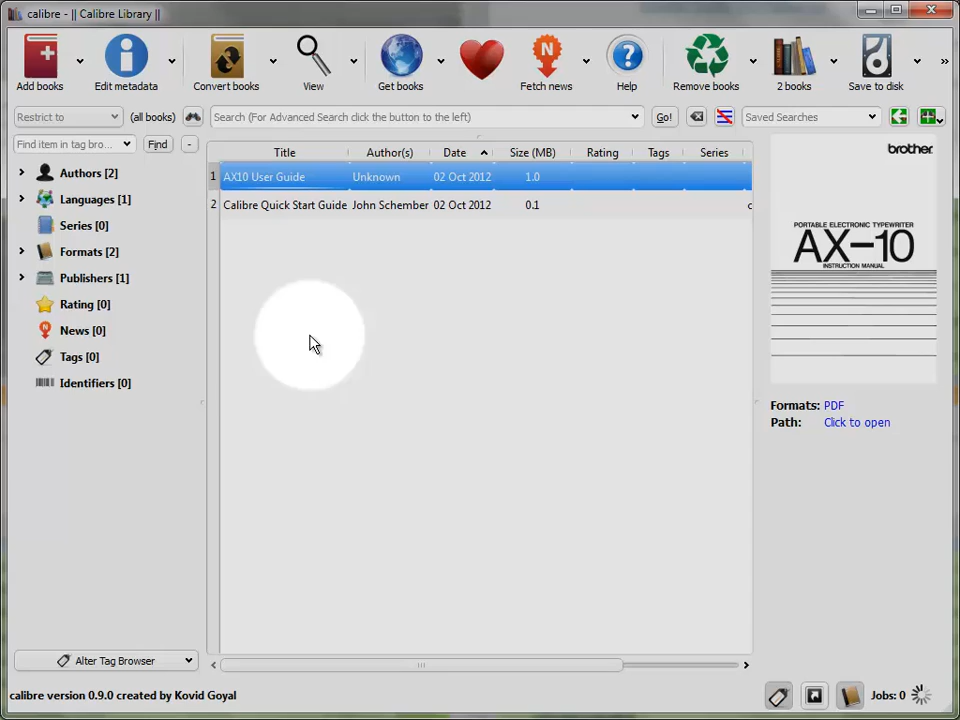 calibre - || Calibre Library ||
Add books
Edit metadata
Convert books
View
Get books
Fetch news
Help
Remove books
2 books
Save to disk
»
Restrict to
(all books)
Search (For Advanced Search click the button to the left)
Go!
Saved Searches
Find item in tag bro...
Find
-
Title
Author(s)
Date
Size (MB)
Rating
Tags
Series
1
AX10 User Guide
Unknown
02 Oct 2012
1.0
2
Calibre Quick Start Guide
John Schember
02 Oct 2012
0.1
c
Authors [2]
Languages [1]
Series [0]
Formats [2]
Publishers [1]
Rating [0]
News [0]
Tags [0]
Identifiers [0]
brother
PORTABLE ELECTRONIC TYPEWRITER
AX-10
INSTRUCTION MANUAL
Formats: PDF
Path: Click to open
Alter Tag Browser
calibre version 0.9.0 created by Kovid Goyal
Jobs: 0